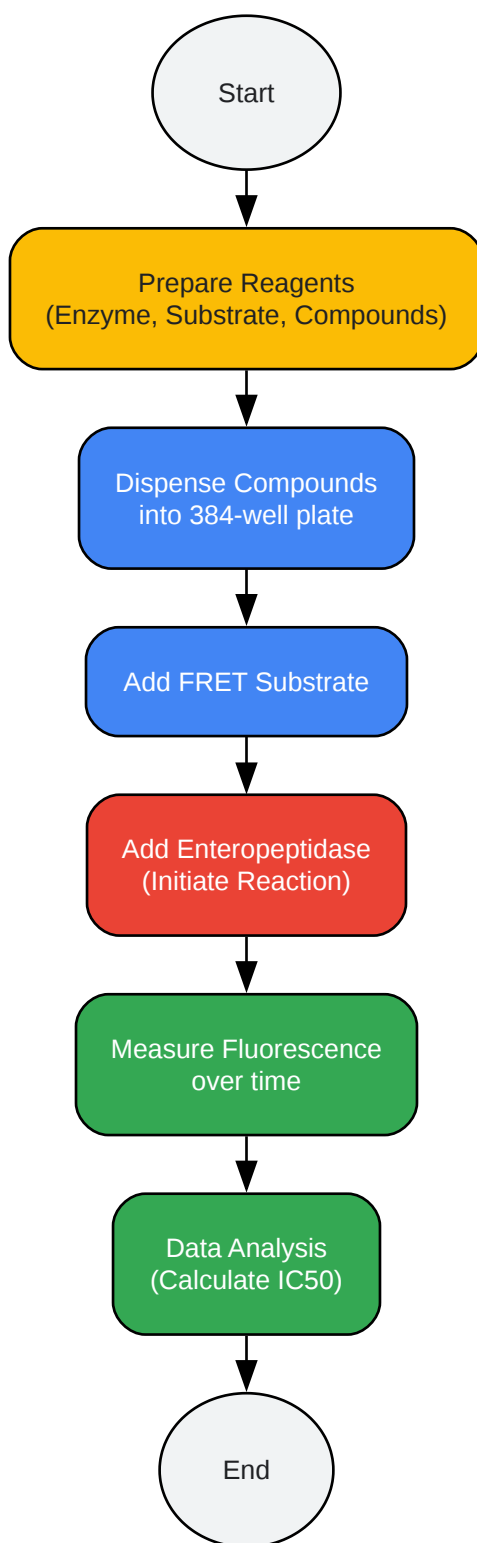 Start
Prepare Reagents
(Enzyme, Substrate, Compounds)
Dispense Compounds
into 384-well plate
Add FRET Substrate
Add Enteropeptidase
(Initiate Reaction)
Measure Fluorescence
over time
Data Analysis
(Calculate IC50)
End